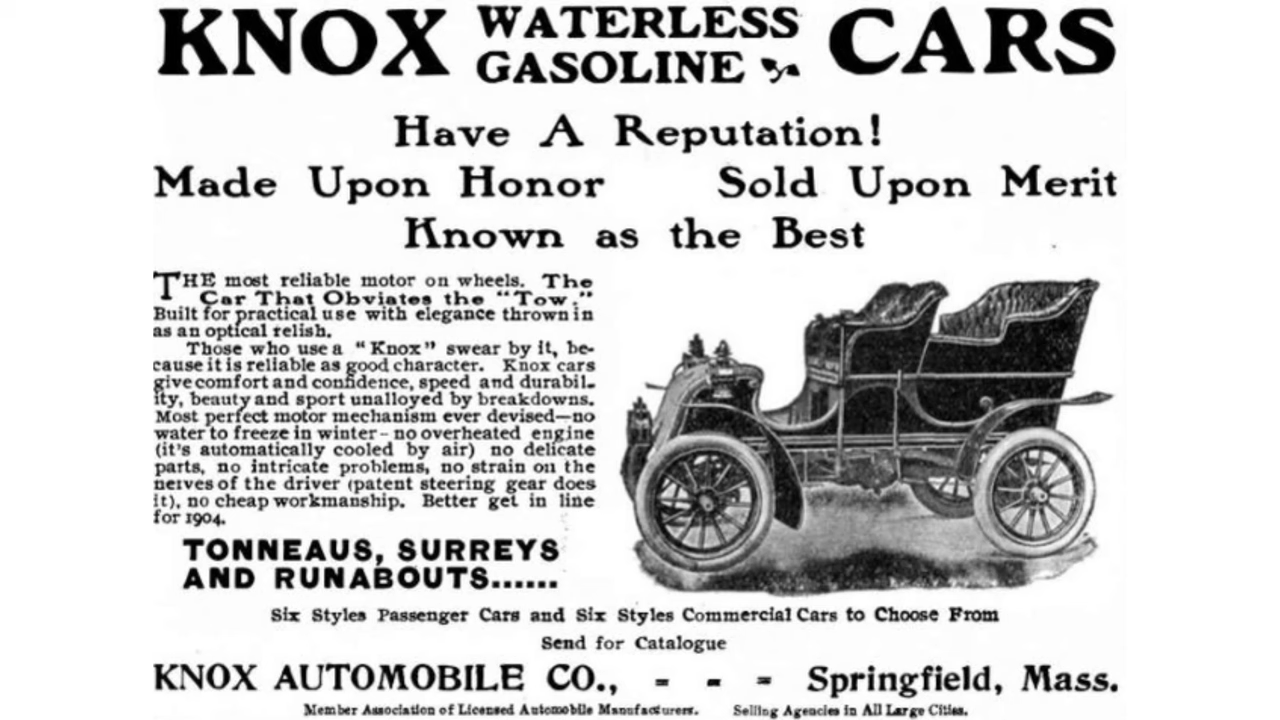 KNOX WATERLESS GASOLINE CARS
Have A Reputation!
Made Upon Honor Sold Upon Merit
Known as the Best
THE most reliable motor on wheels. The
Car That Obviates the "Tow."
Built for practical use with elegance thrown in
as an optical relish.
Those who use a "Knox" swear by it, be-
cause it is reliable as good character. Knox cars
give comfort and confidence, speed and durabil-
ity, beauty and sport unalloyed by breakdowns.
Most perfect motor mechanism ever devised—no
water to freeze in winter-no overheated engine
(it's automatically cooled by air) no delicate
parts, no intricate problems, no strain on the
nerves of the driver (patent steering gear does
it), no cheap workmanship. Better get in line
for 1904.
TONNEAUS, SURREYS
AND RUNABOUTS......
Six Styles Passenger Cars and Six Styles Commercial Cars to Choose From
Send for Catalogue
KNOX AUTOMOBILE CO., - - - Springfield, Mass.
Member Association of Licensed Automobile Manufacturers. Selling Agencies in All Large Cities.